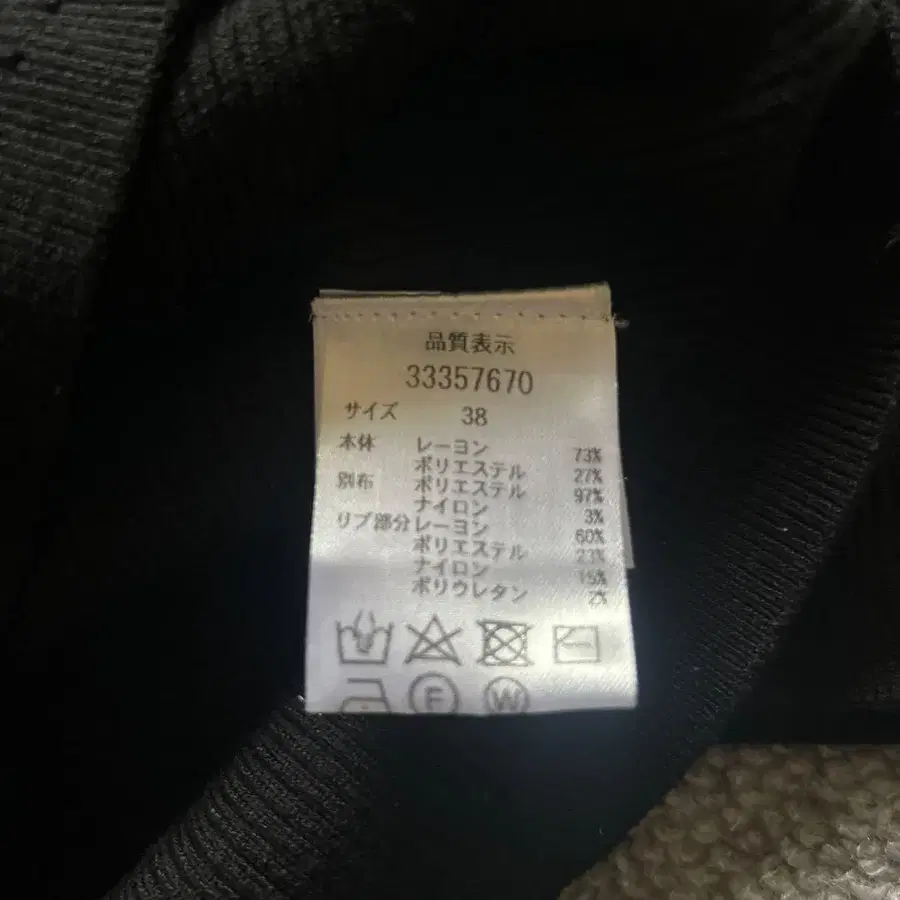 品質表示
33357670
サイズ 38
本体 レーヨン 73%
ポリエステル 27%
別布 ポリエステル 97%
ナイロン 3%
リブ部分 レーヨン 60%
ポリエステル 23%
ナイロン 15%
ポリウレタン 2%
F W